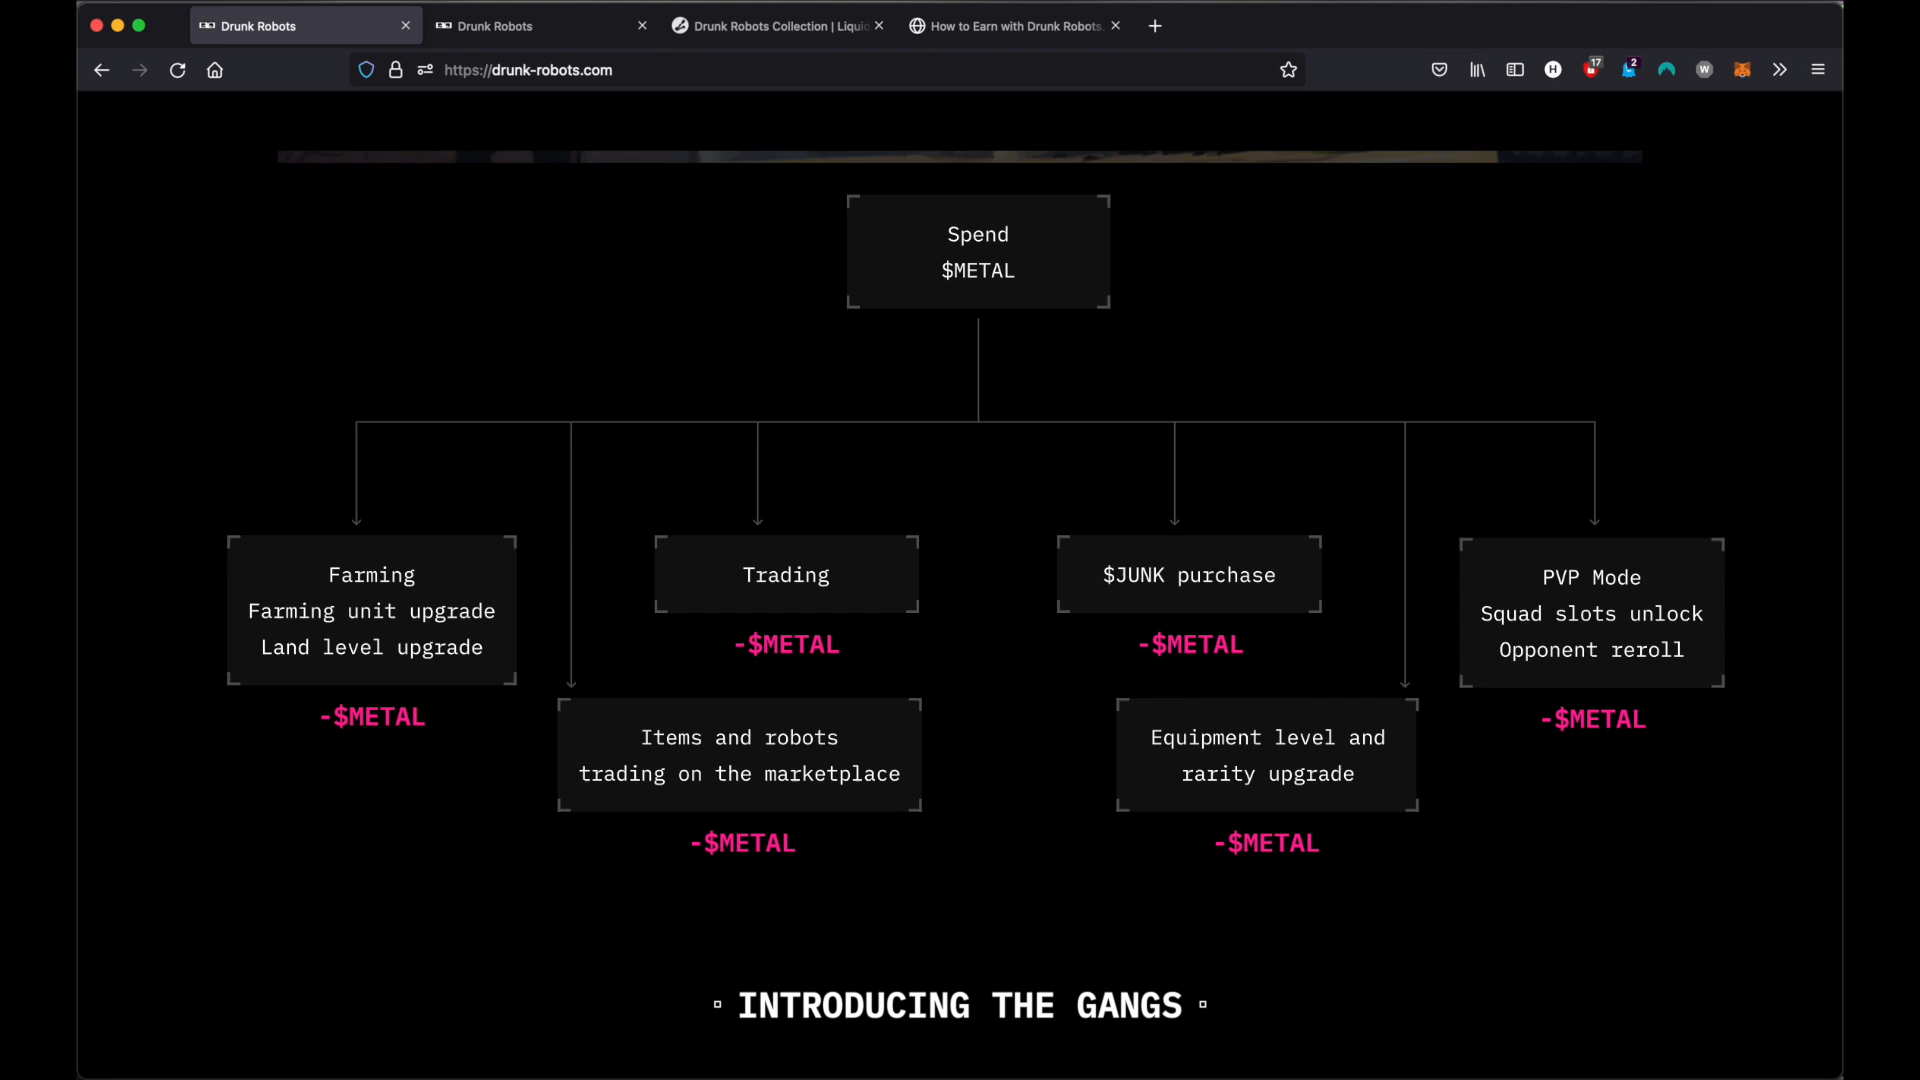 Drunk Robots
Drunk Robots
Drunk Robots Collection | Liquid
How to Earn with Drunk Robots.
https://drunk-robots.com
H
17
2
W
Spend
$METAL
Farming
Farming unit upgrade
Land level upgrade
-$METAL
Trading
-$METAL
$JUNK purchase
-$METAL
PVP Mode
Squad slots unlock
Opponent reroll
-$METAL
Items and robots
trading on the marketplace
-$METAL
Equipment level and
rarity upgrade
-$METAL
INTRODUCING THE GANGS